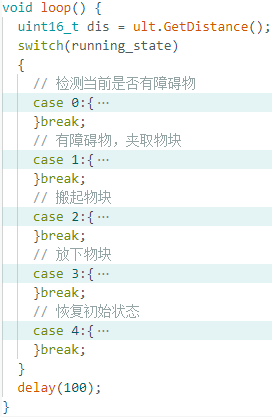 void loop() {
uint16_t dis = ult.GetDistance();
switch(running_state)
{
// 检测当前是否有障碍物
case 0:{···
}break;
// 有障碍物，夹取物块
case 1:{···
}break;
// 搬起物块
case 2:{···
}break;
// 放下物块
case 3:{···
}break;
// 恢复初始状态
case 4:{···
}break;
}
delay(100);
}